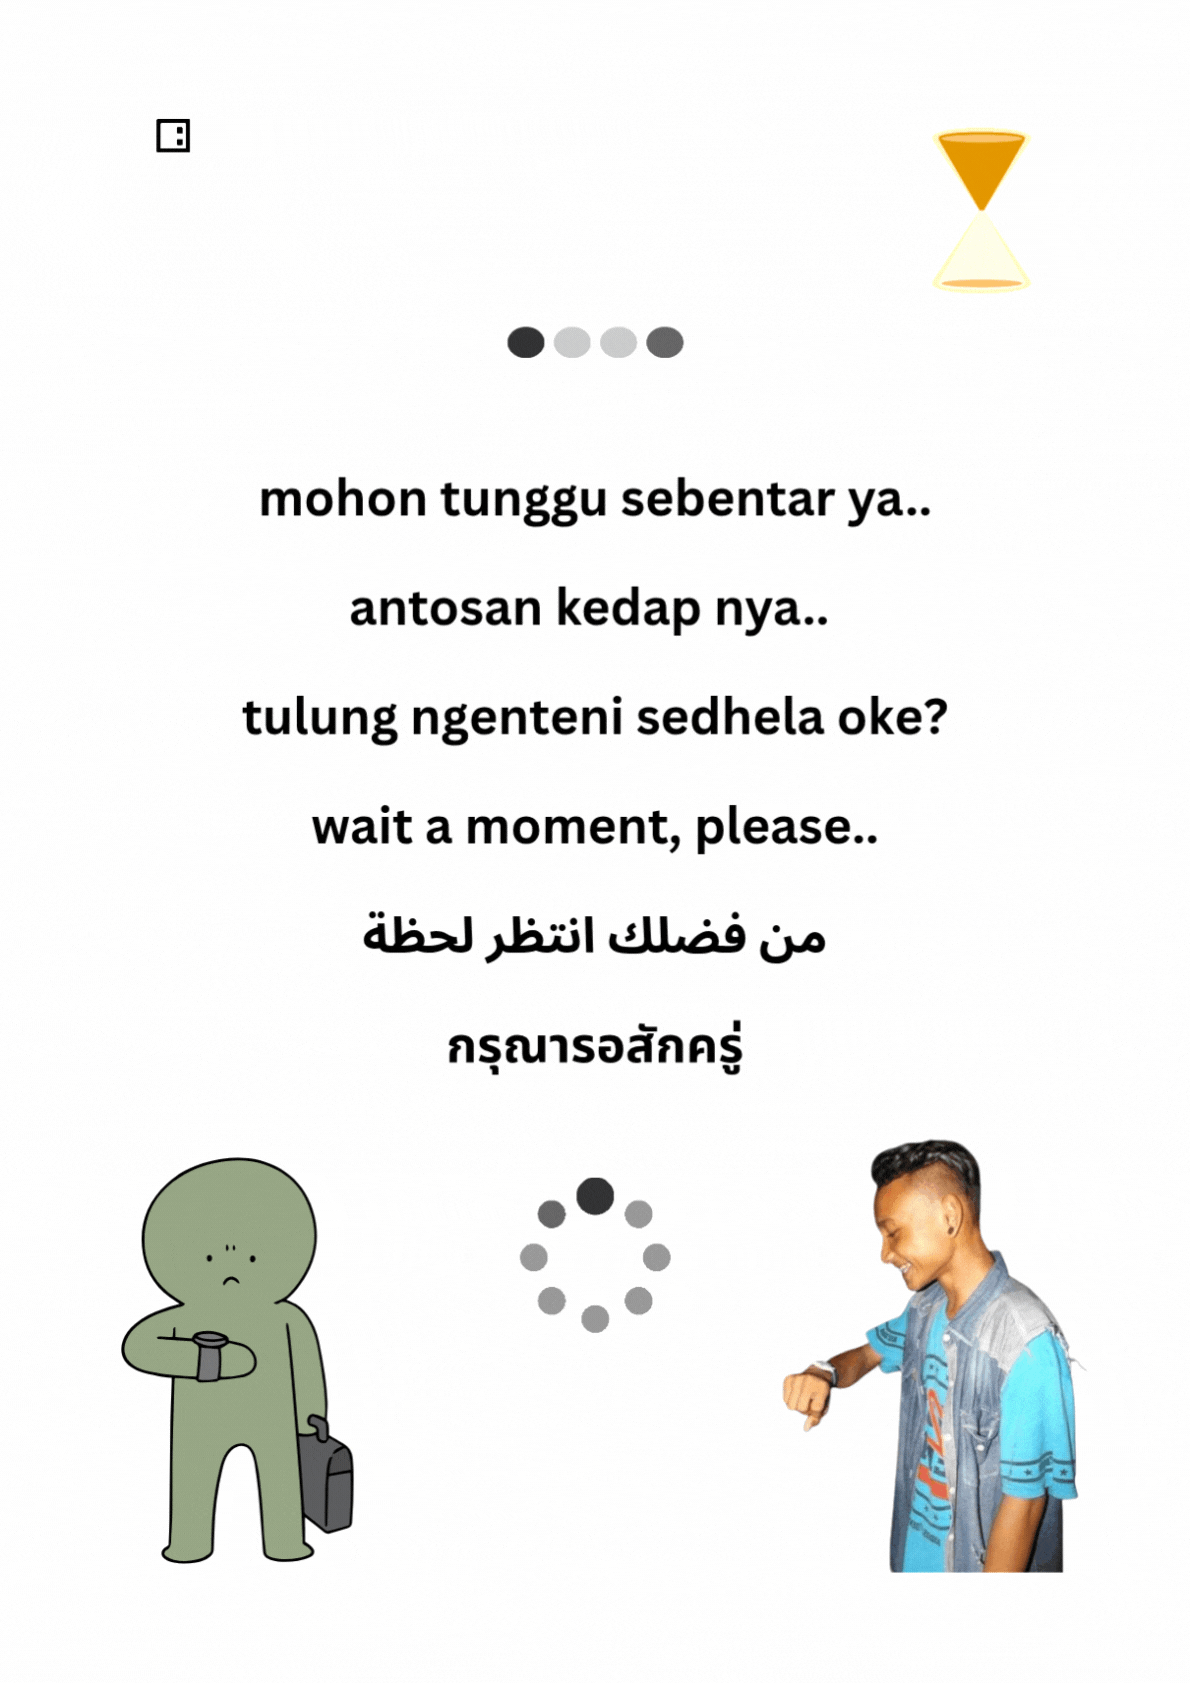 mohon tunggu sebentar ya..
antosan kedap nya..
tulung ngenteni sedhela oke?
wait a moment, please..
من فضلك انتظر لحظة
กรุณารอสักครู่